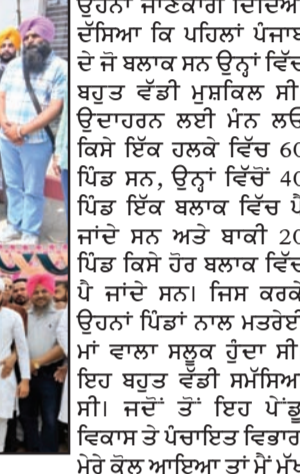 ਉਹਨਾਂ ਜਾਣਕਾਰੀ ਦਿੰਦਿਆਂ
ਦੱਸਿਆ ਕਿ ਪਹਿਲਾਂ ਪੰਜਾਬ
ਦੇ ਜੋ ਬਲਾਕ ਸਨ ਉਨ੍ਹਾਂ ਵਿੱਚ
ਬਹੁਤ ਵੱਡੀ ਮੁਸ਼ਕਿਲ ਸੀ
ਉਦਾਹਰਨ ਲਈ ਮੰਨ ਲਓ
ਕਿਸੇ ਇੱਕ ਹਲਕੇ ਵਿੱਚ 60
ਪਿੰਡ ਸਨ, ਉਨ੍ਹਾਂ ਵਿੱਚੋਂ 40
ਪਿੰਡ ਇੱਕ ਬਲਾਕ ਵਿੱਚ ਪੈ
ਜਾਂਦੇ ਸਨ ਅਤੇ ਬਾਕੀ 20
ਪਿੰਡ ਕਿਸੇ ਹੋਰ ਬਲਾਕ ਵਿੱਚ
ਪੈ ਜਾਂਦੇ ਸਨ। ਜਿਸ ਕਰਕੇ
ਉਹਨਾਂ ਪਿੰਡਾਂ ਨਾਲ ਮਤਰੇਈ
ਮਾਂ ਵਾਲਾ ਸਲੂਕ ਹੁੰਦਾ ਸੀ
ਇਹ ਬਹੁਤ ਵੱਡੀ ਸਮੱਸਿਆ
ਸੀ। ਜਦੋਂ ਤੋਂ ਇਹ ਪੇਂਡੂ
ਵਿਕਾਸ ਤੇ ਪੰਚਾਇਤ ਵਿਭਾਗ
ਮੇਰੇ ਕੋਲ ਆਇਆ ਤਾਂ ਮੈਂ